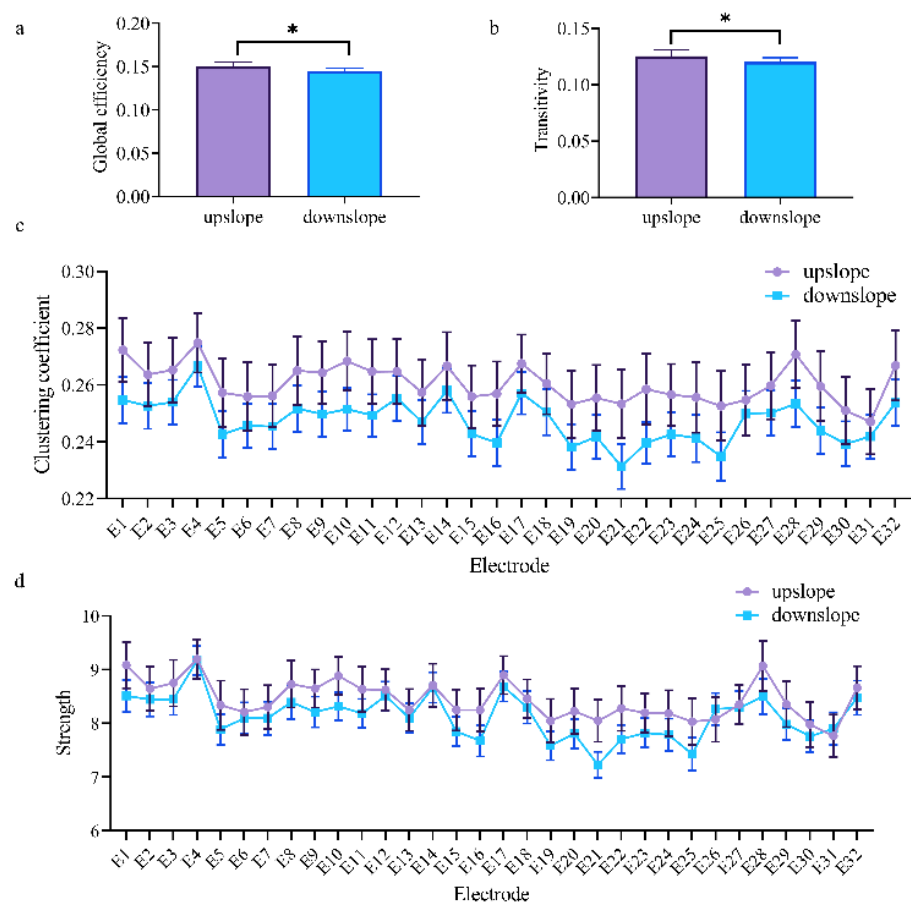 a
Global efficiency
0.20
0.15
0.10
0.05
0.00
*
upslope downslope
b
Transitivity
0.15
0.10
0.05
0.00
*
upslope downslope
c
Clustering coefficient
0.30
0.28
0.26
0.24
0.22
upslope
downslope
E1 E2 E3 E4 E5 E6 E7 E8 E9 E10 E11 E12 E13 E14 E15 E16 E17 E18 E19 E20 E21 E22 E23 E24 E25 E26 E27 E28 E29 E30 E31 E32
Electrode
d
Strength
10
9
8
7
6
upslope
downslope
E1 E2 E3 E4 E5 E6 E7 E8 E9 E10 E11 E12 E13 E14 E15 E16 E17 E18 E19 E20 E21 E22 E23 E24 E25 E26 E27 E28 E29 E30 E31 E32
Electrode